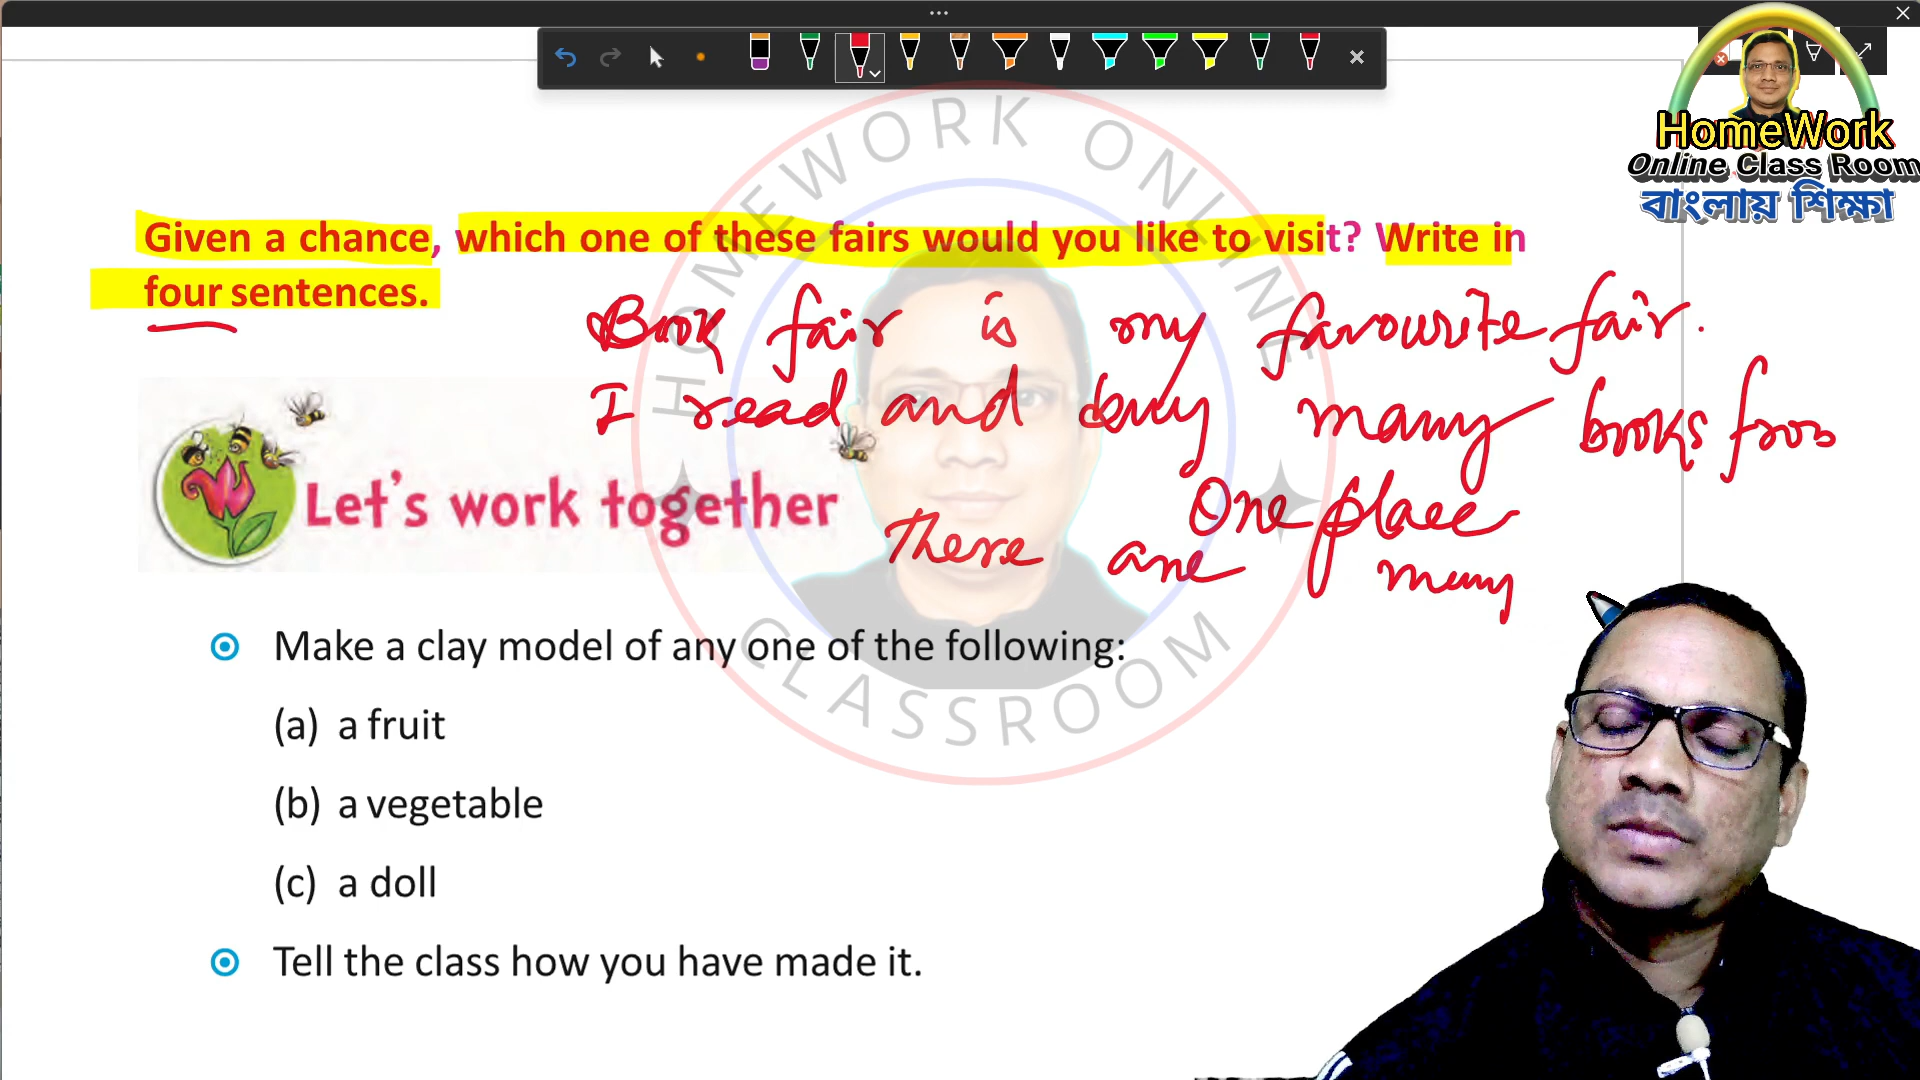 HomeWork
Online Class Room
বাংলায় শিক্ষা
HOMEWORK ONLINE
CLASSROOM
Given a chance, which one of these fairs would you like to visit? Write in
four sentences.
Book fair is my favourite fair.
I read and buy many books from
One place
There are many
Let's work together
Make a clay model of any one of the following:
(a) a fruit
(b) a vegetable
(c) a doll
Tell the class how you have made it.